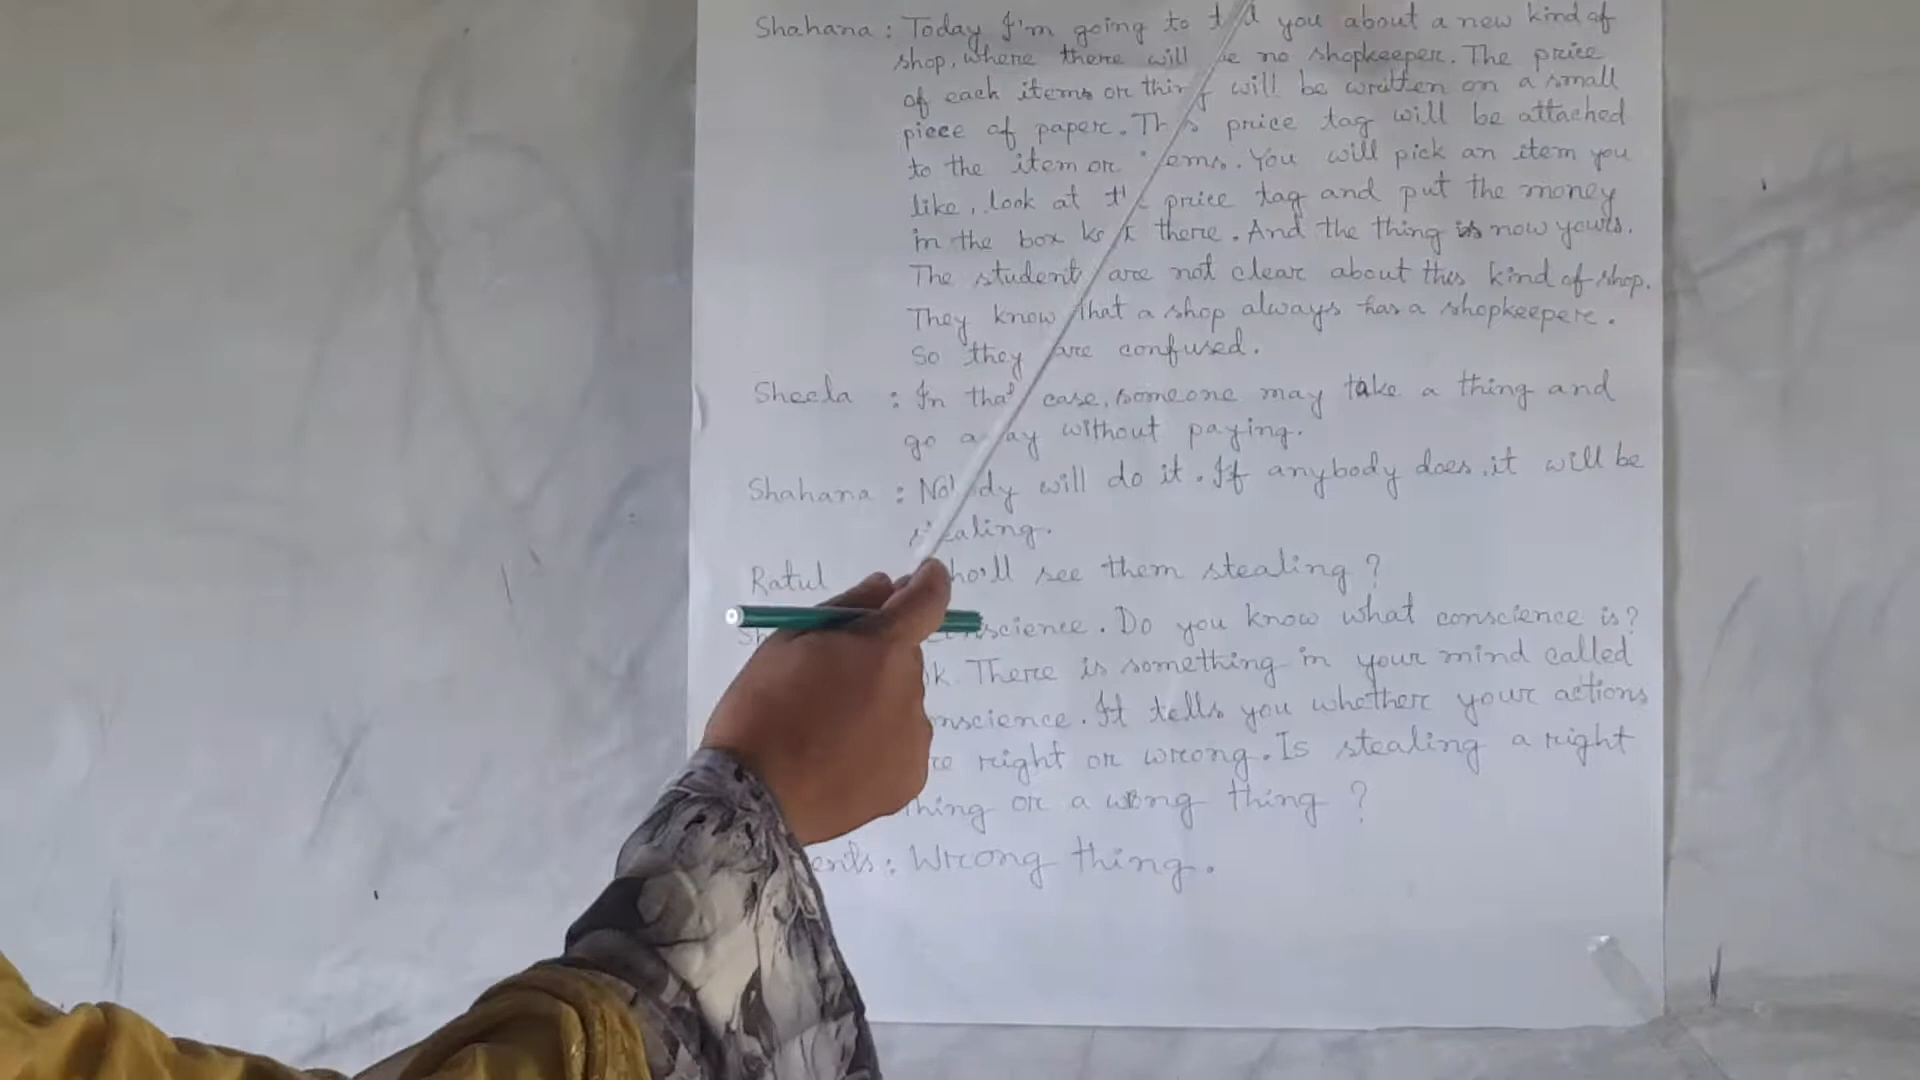 Shahana : Today I'm going to you about a new kind of
shop, where there will no shopkeeper. The price
of each items or will be written on a small
piece of paper. price tag will be attached
to the item or You will pick an item you
like, look at price tag and put the money
in the box there. And the thing is now yours.
The student are not clear about this kind of shop.
They know that a shop always has a shopkeeper.
So they are confused.
Sheela : In that case, someone may take a thing and
go without paying.
Shahana : will do it. If anybody does, it will be
Ratul see them stealing ?
Do you know what conscience is?
There is something in your mind called
It tells you whether your actions
right or wrong. Is stealing a right
or a wrong thing ?
Wrong thing.